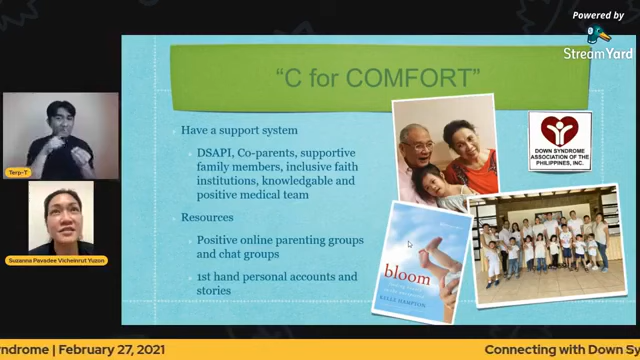 Powered by
StreamYard
"C for COMFORT"
Have a support system
DSAPI, Co-parents, supportive
family members, inclusive faith
institutions, knowledgable and
positive medical team
Resources
Positive online parenting groups
and chat groups
1st hand personal accounts and
stories
DOWN SYNDROME
ASSOCIATION OF THE
PHILIPPINES, INC.
bloom
KELLE HAMPTON
Terp-T
Suzanna Pavadee Vicheinrut Yuzon
ndrome | February 27, 2021
Connecting with Down Sy